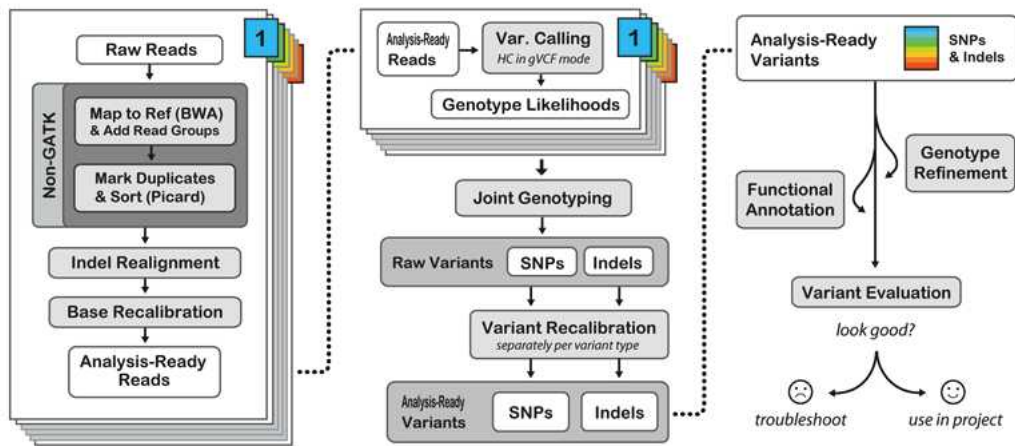 1
Raw Reads
Non-GATK
Map to Ref (BWA)
& Add Read Groups
Mark Duplicates
& Sort (Picard)
Indel Realignment
Base Recalibration
Analysis-Ready
Reads
1
Analysis-Ready
Reads
Var. Calling
HC in gVCF mode
Genotype Likelihoods
Joint Genotyping
Raw Variants
SNPs
Indels
Variant Recalibration
separately per variant type
Analysis-Ready
Variants
SNPs
Indels
Analysis-Ready
Variants
SNPs
& Indels
Genotype
Refinement
Functional
Annotation
Variant Evaluation
look good?
troubleshoot
use in project